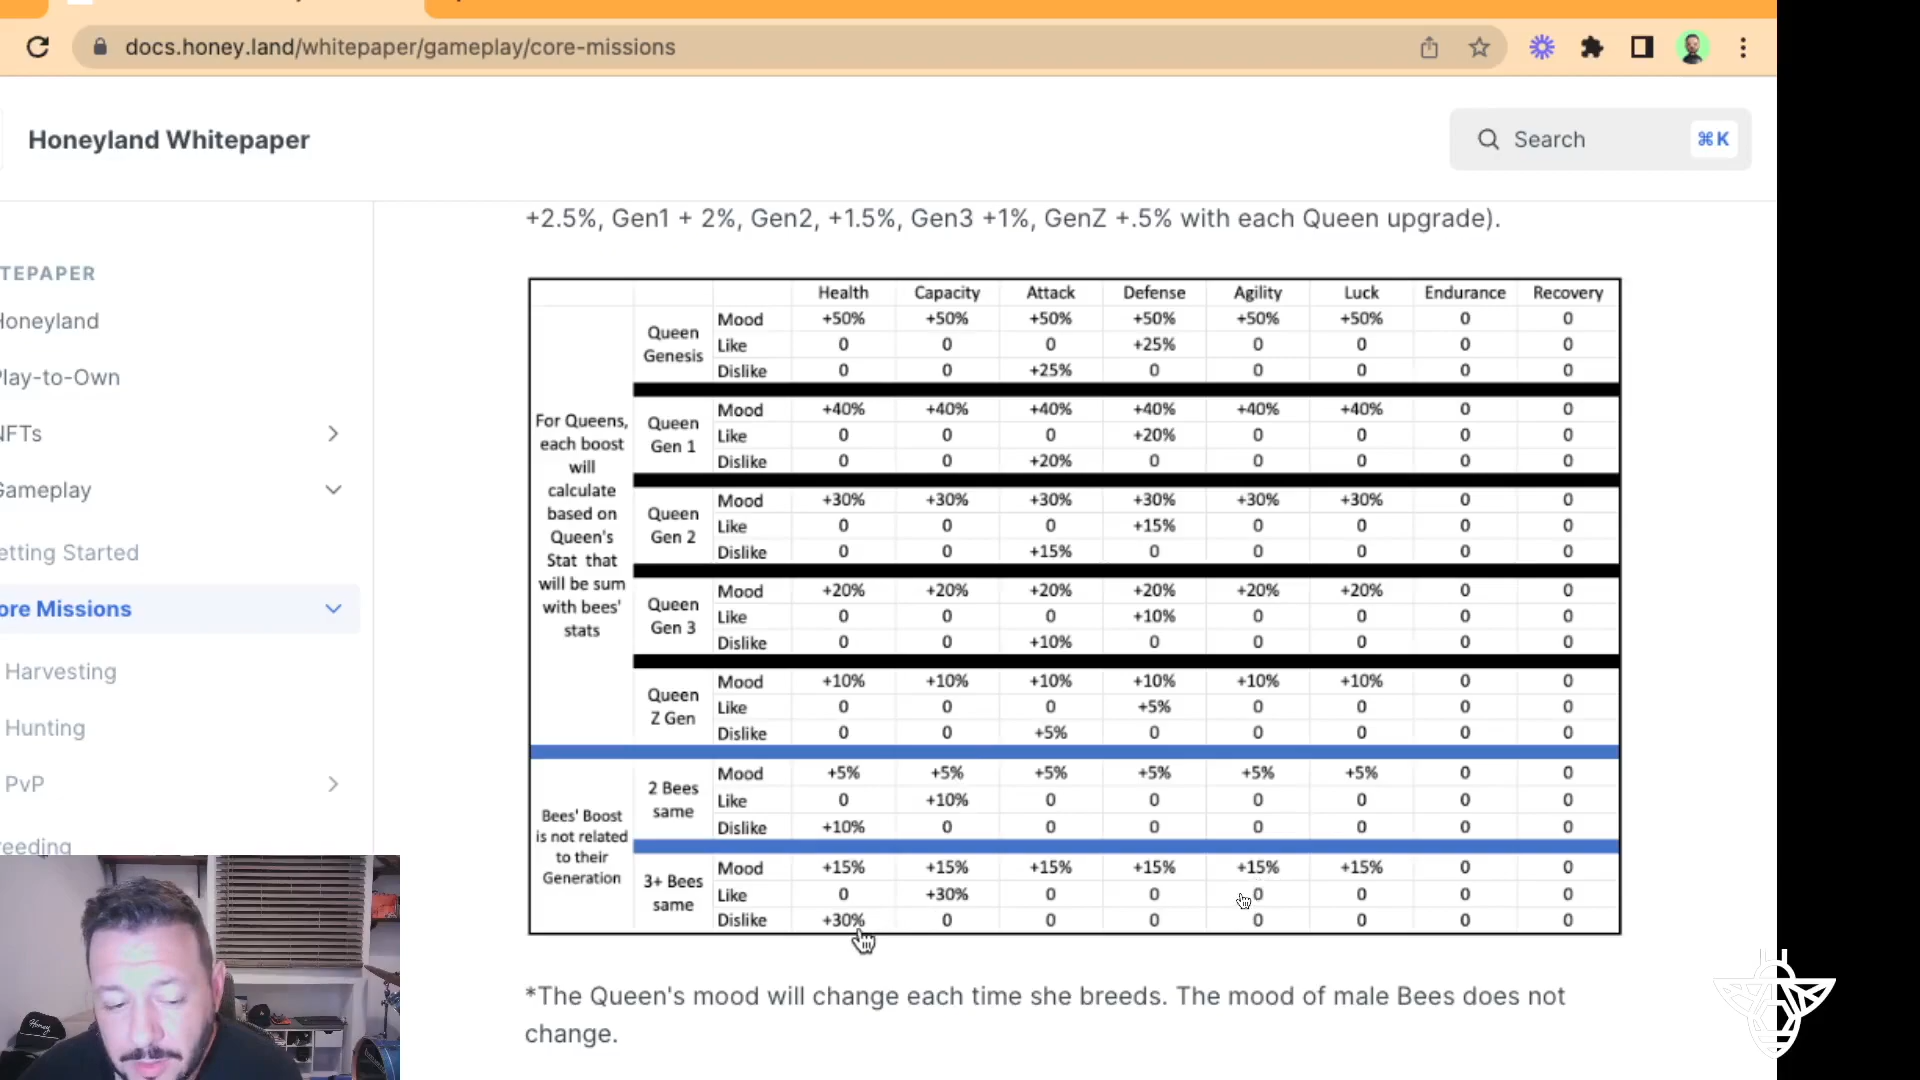 docs.honey.land/whitepaper/gameplay/core-missions
Honeyland Whitepaper
Search
⌘K
TEPAPER
Honeyland
Play-to-Own
NFTs
Gameplay
etting Started
ore Missions
Harvesting
Hunting
PvP
reeding
+2.5%, Gen1 + 2%, Gen2, +1.5%, Gen3 +1%, GenZ +.5% with each Queen upgrade).
Health Capacity Attack Defense Agility Luck Endurance Recovery
For Queens, each boost will calculate based on Queen's Stat that will be sum with bees' stats
Queen Genesis
Mood +50% +50% +50% +50% +50% +50% 0 0
Like 0 0 0 +25% 0 0 0 0
Dislike 0 0 +25% 0 0 0 0 0
Queen Gen 1
Mood +40% +40% +40% +40% +40% +40% 0 0
Like 0 0 0 +20% 0 0 0 0
Dislike 0 0 +20% 0 0 0 0 0
Queen Gen 2
Mood +30% +30% +30% +30% +30% +30% 0 0
Like 0 0 0 +15% 0 0 0 0
Dislike 0 0 +15% 0 0 0 0 0
Queen Gen 3
Mood +20% +20% +20% +20% +20% +20% 0 0
Like 0 0 0 +10% 0 0 0 0
Dislike 0 0 +10% 0 0 0 0 0
Queen Z Gen
Mood +10% +10% +10% +10% +10% +10% 0 0
Like 0 0 0 +5% 0 0 0 0
Dislike 0 0 +5% 0 0 0 0 0
Bees' Boost is not related to their Generation
2 Bees same
Mood +5% +5% +5% +5% +5% +5% 0 0
Like 0 +10% 0 0 0 0 0 0
Dislike +10% 0 0 0 0 0 0 0
3+ Bees same
Mood +15% +15% +15% +15% +15% +15% 0 0
Like 0 +30% 0 0 0 0 0 0
Dislike +30% 0 0 0 0 0 0 0
*The Queen's mood will change each time she breeds. The mood of male Bees does not
change.
Honey